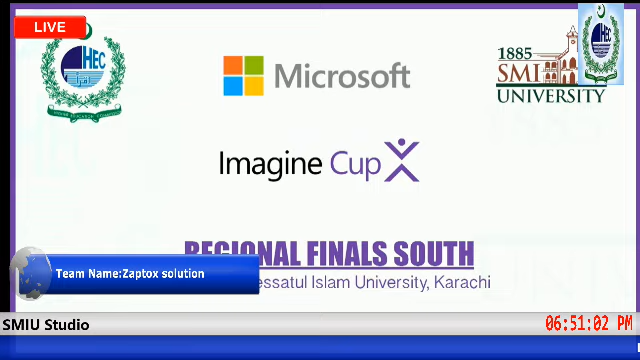 LIVE
HEC
Microsoft
1885
SMI
UNIVERSITY
Imagine Cup
REGIONAL FINALS SOUTH
Team Name:Zaptox solution
essatul Islam University, Karachi
SMIU Studio
06:51:02 PM